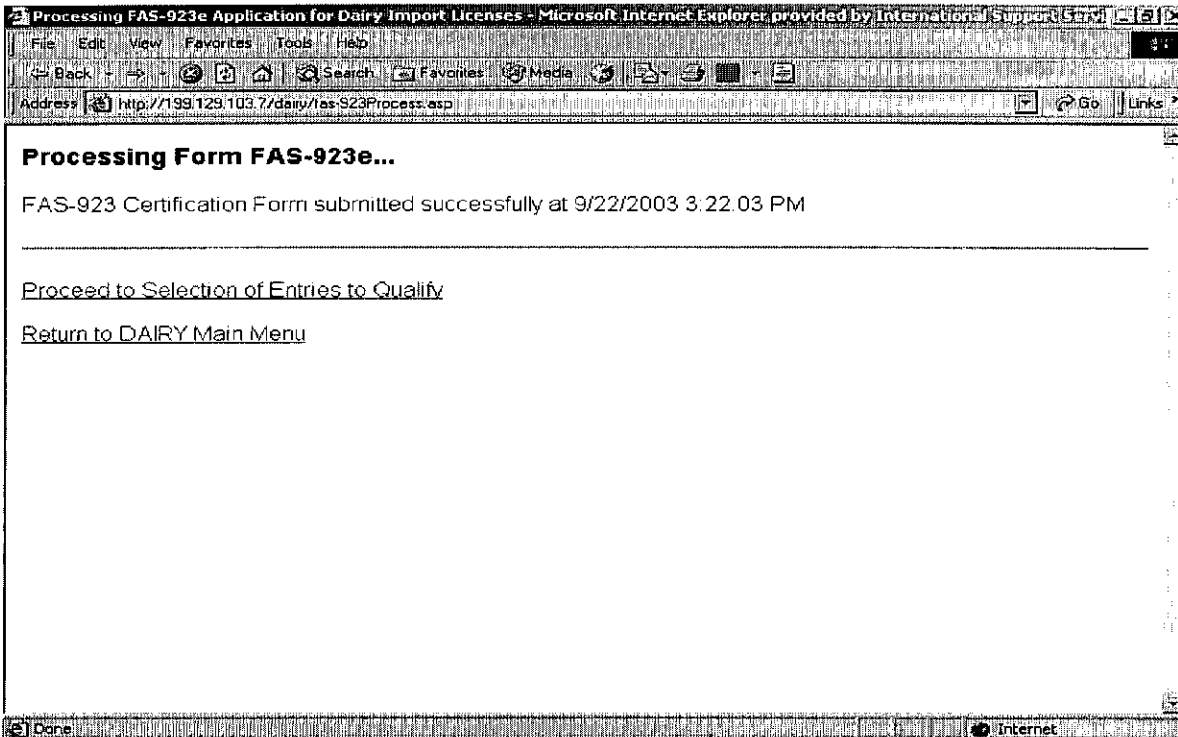 Processing FAS-923e Application for Dairy Import Licenses - Microsoft Internet Explorer provided by International Support Servi
File Edit View Favorites Tools Help
Back Search Favorites Media
Address http://199.129.103.7/dairy/fas-923Process.asp Go Links
Processing Form FAS-923e...
FAS-923 Certification Form submitted successfully at 9/22/2003 3:22:03 PM
Proceed to Selection of Entries to Qualify
Return to DAIRY Main Menu
Done Internet